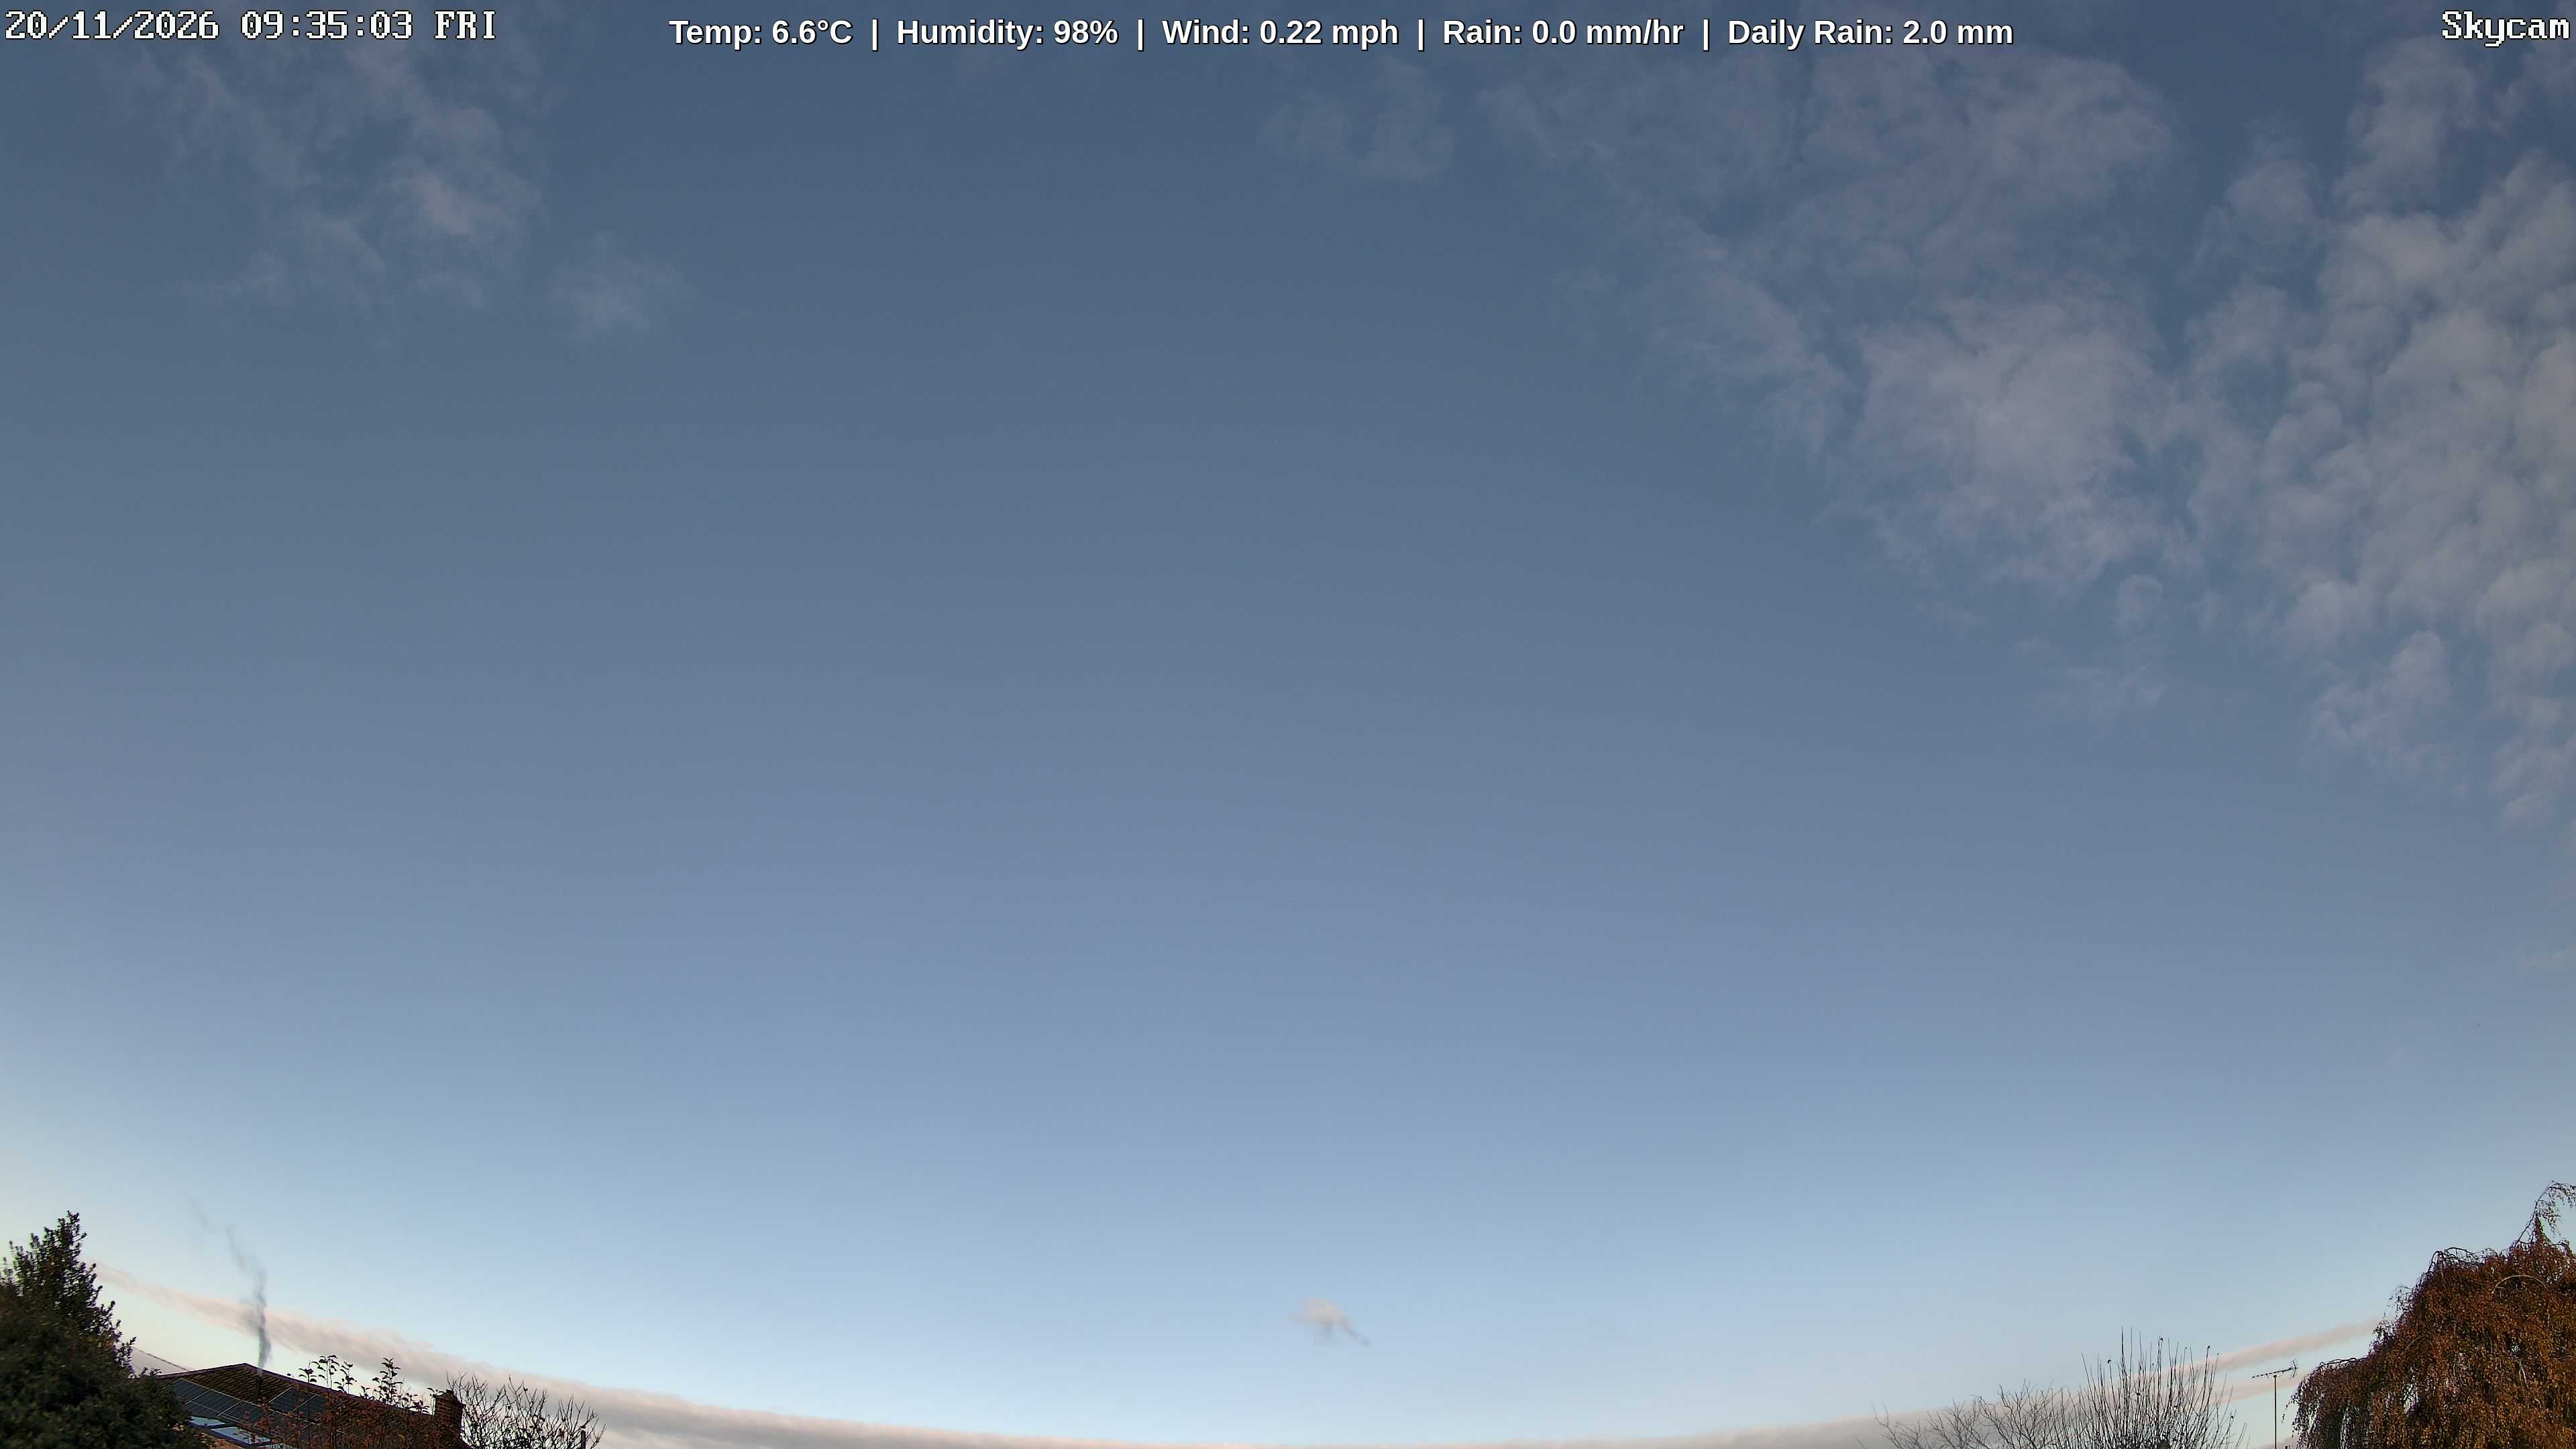 20/11/2026 09:35:03 FRI
Temp: 6.6°C | Humidity: 98% | Wind: 0.22 mph | Rain: 0.0 mm/hr | Daily Rain: 2.0 mm
Skycam